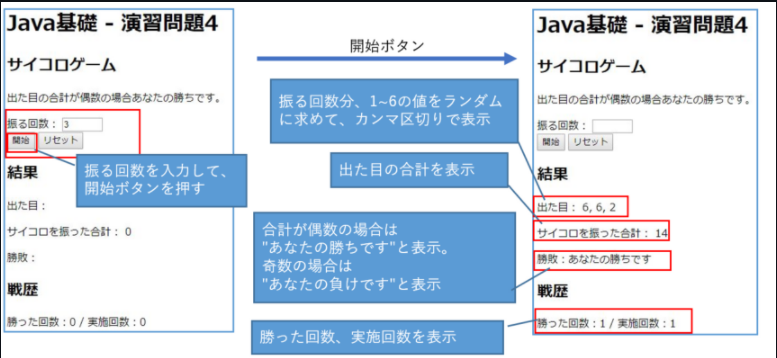 Java基礎 - 演習問題4
サイコロゲーム
出た目の合計が偶数の場合あなたの勝ちです。
振る回数： 3
開始 リセット
振る回数を入力して、
開始ボタンを押す
結果
出た目：
サイコロを振った合計： 0
勝敗：
戦歴
勝った回数：0 / 実施回数：0
開始ボタン
振る回数分、1~6の値をランダム
に求めて、カンマ区切りで表示
出た目の合計を表示
合計が偶数の場合は
"あなたの勝ちです"と表示。
奇数の場合は
"あなたの負けです"と表示
勝った回数、実施回数を表示
Java基礎 - 演習問題4
サイコロゲーム
出た目の合計が偶数の場合あなたの勝ちです。
振る回数：
開始 リセット
結果
出た目： 6, 6, 2
サイコロを振った合計： 14
勝敗：あなたの勝ちです
戦歴
勝った回数：1 / 実施回数：1